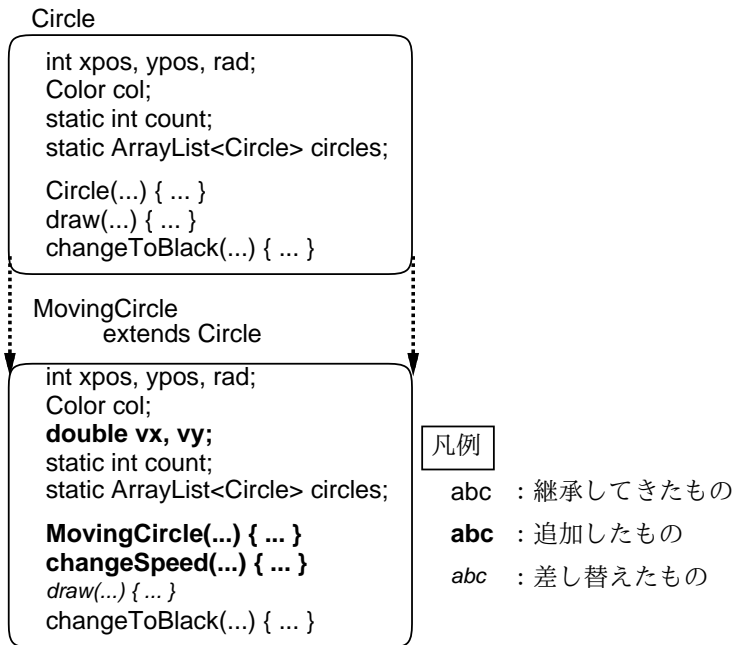 Circle
int xpos, ypos, rad;
Color col;
static int count;
static ArrayList<Circle> circles;
Circle(...) { ... }
draw(...) { ... }
changeToBlack(...) { ... }
MovingCircle
extends Circle
int xpos, ypos, rad;
Color col;
double vx, vy;
static int count;
static ArrayList<Circle> circles;
MovingCircle(...) { ... }
changeSpeed(...) { ... }
draw(...) { ... }
changeToBlack(...) { ... }
凡例
abc :継承してきたもの
abc :追加したもの
abc :差し替えたもの